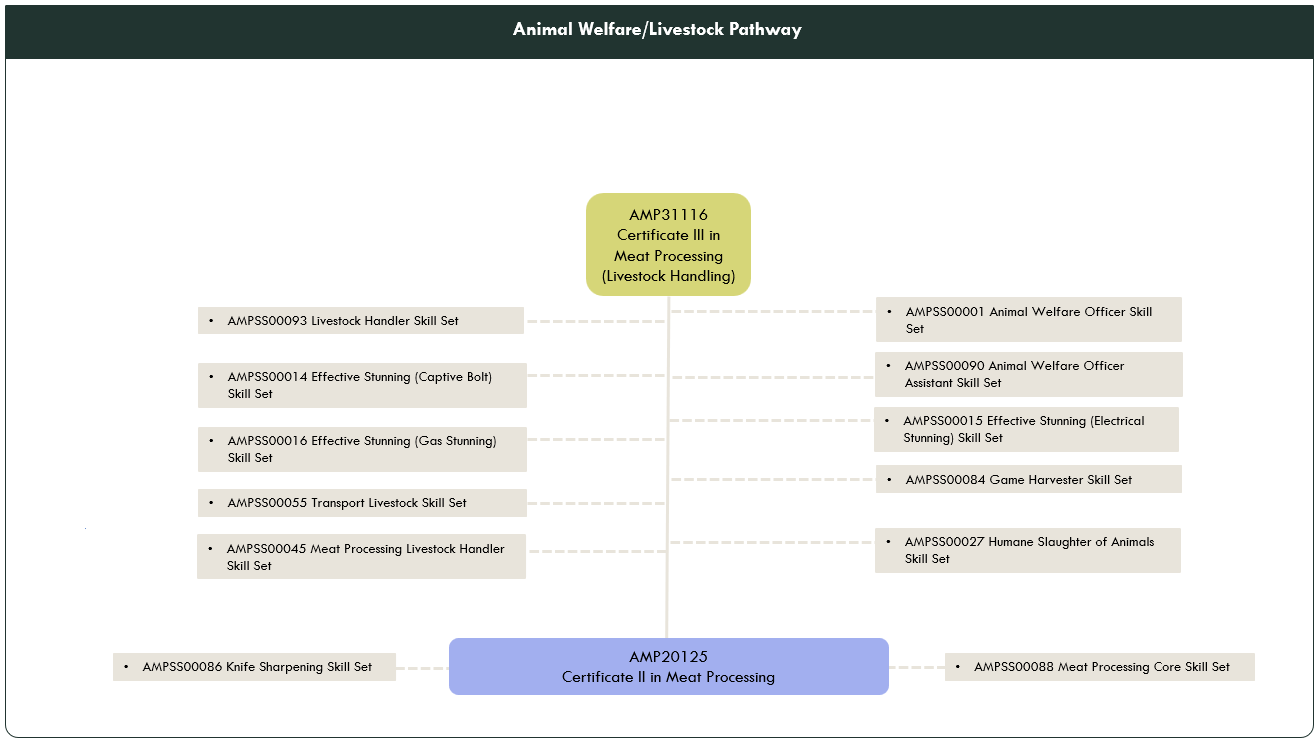 Animal Welfare/Livestock Pathway
AMP31116
Certificate III in
Meat Processing
(Livestock Handling)
• AMPSS00093 Livestock Handler Skill Set
• AMPSS00014 Effective Stunning (Captive Bolt)
Skill Set
• AMPSS00016 Effective Stunning (Gas Stunning)
Skill Set
• AMPSS00055 Transport Livestock Skill Set
• AMPSS00045 Meat Processing Livestock Handler
Skill Set
• AMPSS00001 Animal Welfare Officer Skill
Set
• AMPSS00090 Animal Welfare Officer
Assistant Skill Set
• AMPSS00015 Effective Stunning (Electrical
Stunning) Skill Set
• AMPSS00084 Game Harvester Skill Set
• AMPSS00027 Humane Slaughter of Animals
Skill Set
• AMPSS00086 Knife Sharpening Skill Set
AMP20125
Certificate II in Meat Processing
• AMPSS00088 Meat Processing Core Skill Set